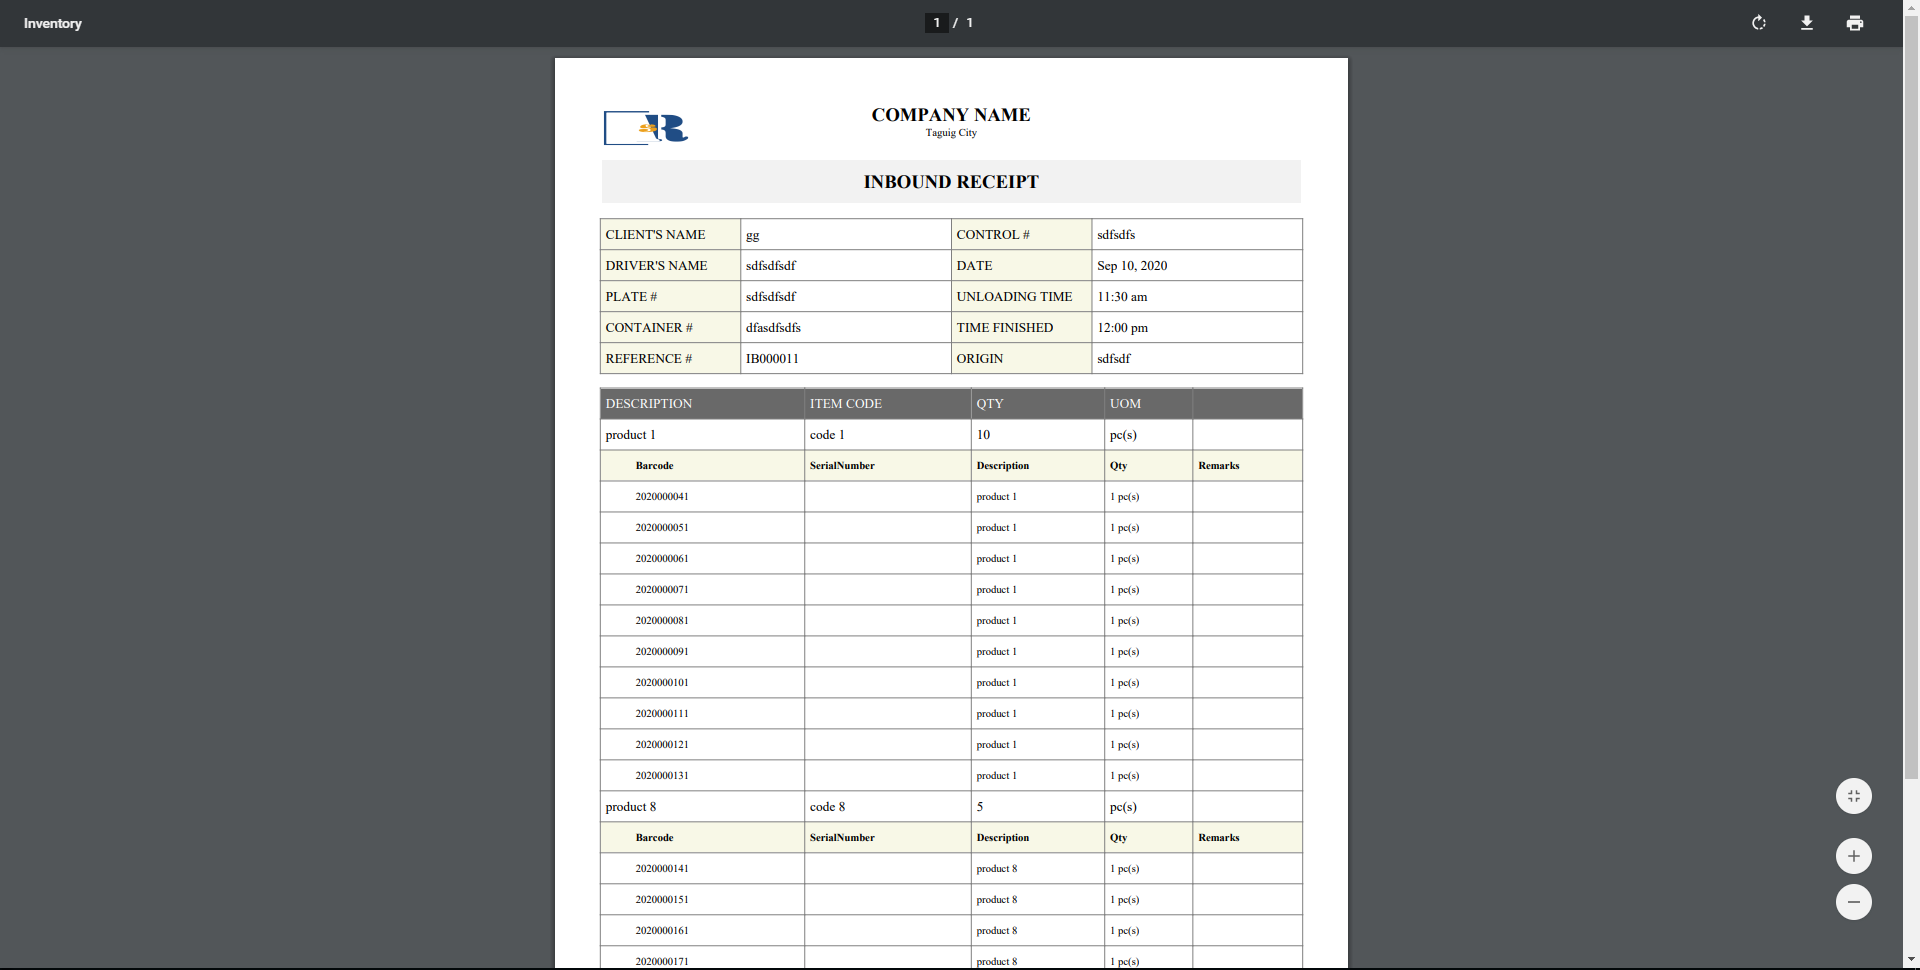 Inventory
1 / 1
R
COMPANY NAME
Taguig City
INBOUND RECEIPT
CLIENT'S NAME gg CONTROL # sdfsdfs
DRIVER'S NAME sdfsdfsdf DATE Sep 10, 2020
PLATE # sdfsdfsdf UNLOADING TIME 11:30 am
CONTAINER # dfasdfsdfs TIME FINISHED 12:00 pm
REFERENCE # IB000011 ORIGIN sdfsdf
DESCRIPTION ITEM CODE QTY UOM
product 1 code 1 10 pc(s)
Barcode SerialNumber Description Qty Remarks
2020000041 product 1 1 pc(s)
2020000051 product 1 1 pc(s)
2020000061 product 1 1 pc(s)
2020000071 product 1 1 pc(s)
2020000081 product 1 1 pc(s)
2020000091 product 1 1 pc(s)
2020000101 product 1 1 pc(s)
2020000111 product 1 1 pc(s)
2020000121 product 1 1 pc(s)
2020000131 product 1 1 pc(s)
product 8 code 8 5 pc(s)
Barcode SerialNumber Description Qty Remarks
2020000141 product 8 1 pc(s)
2020000151 product 8 1 pc(s)
2020000161 product 8 1 pc(s)
2020000171 product 8 1 pc(s)